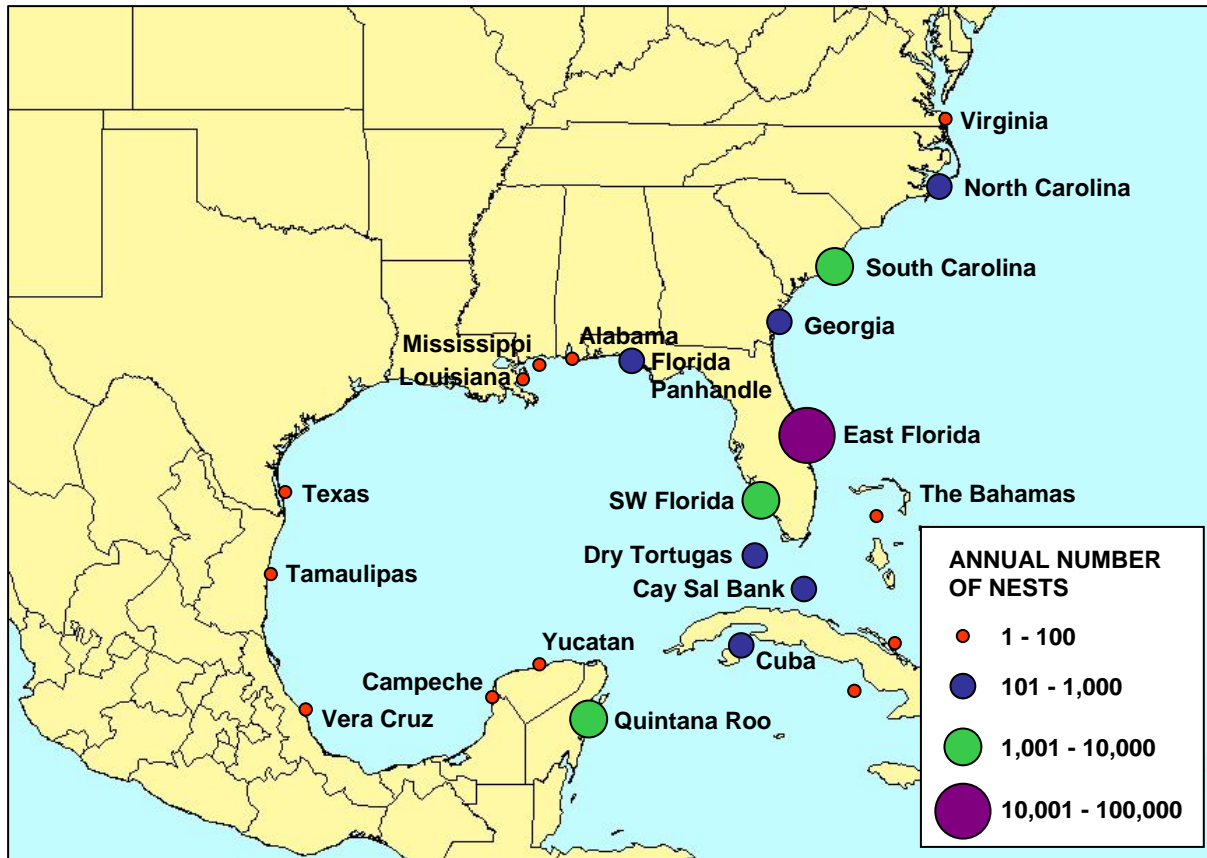 Virginia
North Carolina
South Carolina
Georgia
Alabama
Mississippi
Florida
Louisiana
Panhandle
East Florida
Texas
SW Florida
The Bahamas
Dry Tortugas
Tamaulipas
Cay Sal Bank
Yucatan
Cuba
Campeche
Vera Cruz
Quintana Roo
ANNUAL NUMBER
OF NESTS
1 - 100
101 - 1,000
1,001 - 10,000
10,001 - 100,000